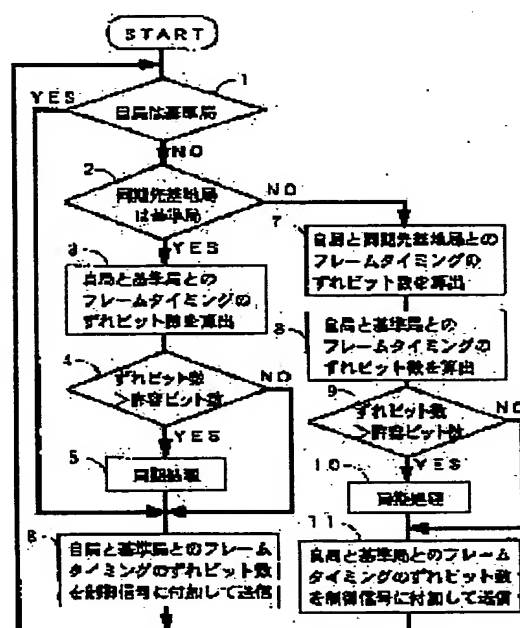 START
1
YES
自局は基準局
NO
2
同期先基地局
は基準局
NO
YES
3
自局と基準局との
フレームタイミングの
ずれビット数を算出
4
ずれビット数
>許容ビット数
NO
YES
5
同期処理
6
自局と基準局とのフレーム
タイミングのずれビット数
を制御信号に付加して送信
7
自局と同期先基地局との
フレームタイミングの
ずれビット数を算出
8
自局と基準局との
フレームタイミングの
ずれビット数を算出
9
ずれビット数
>許容ビット数
NO
YES
10
同期処理
11
自局と基準局とのフレーム
タイミングのずれビット数
を制御信号に付加して送信